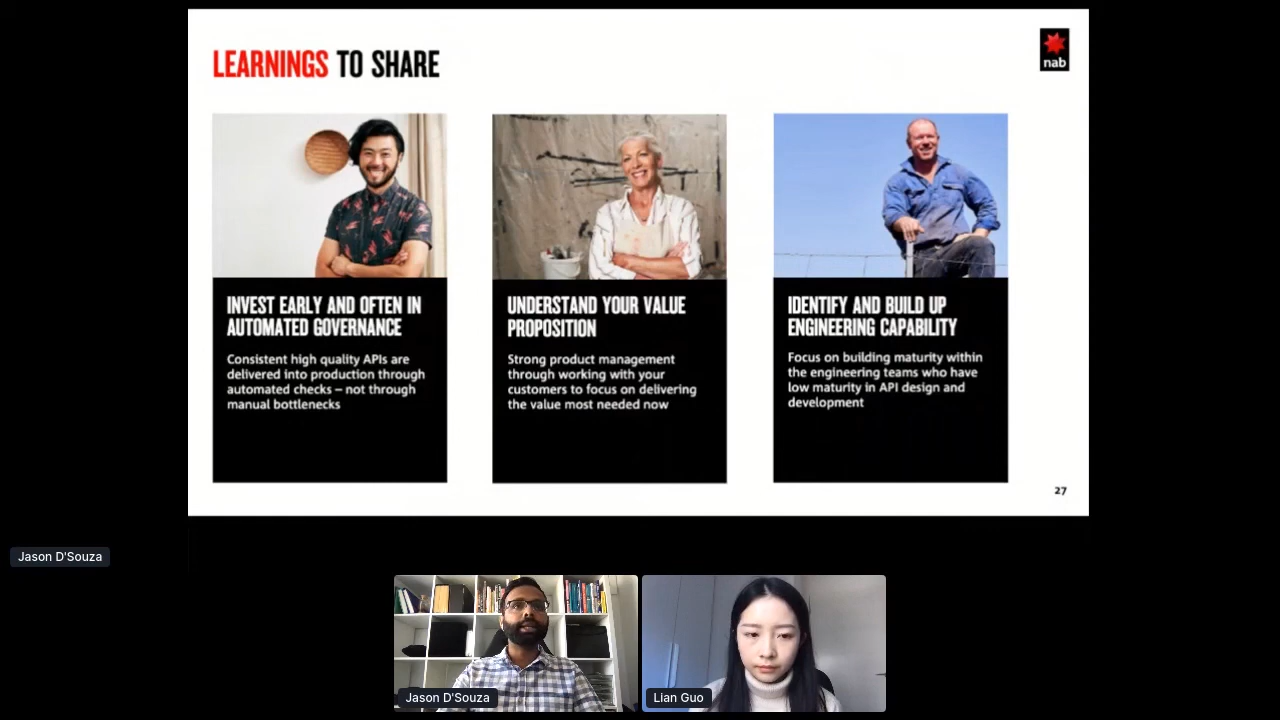 LEARNINGS TO SHARE
nab
INVEST EARLY AND OFTEN IN
AUTOMATED GOVERNANCE
Consistent high quality APIs are
delivered into production through
automated checks – not through
manual bottlenecks
UNDERSTAND YOUR VALUE
PROPOSITION
Strong product management
through working with your
customers to focus on delivering
the value most needed now
IDENTIFY AND BUILD UP
ENGINEERING CAPABILITY
Focus on building maturity within
the engineering teams who have
low maturity in API design and
development
27
Jason D'Souza
Jason D'Souza
Lian Guo